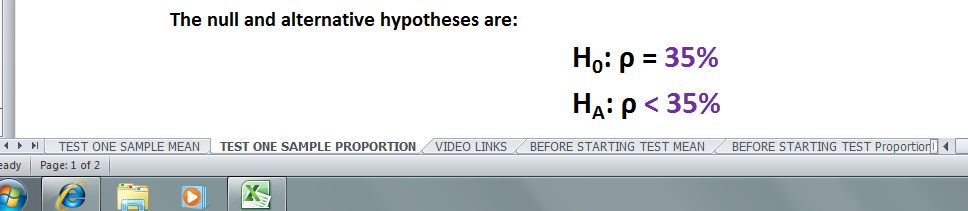 The null and alternative hypotheses are:
H₀: ρ = 35%
Hₐ: ρ < 35%
TEST ONE SAMPLE MEAN TEST ONE SAMPLE PROPORTION VIDEO LINKS BEFORE STARTING TEST MEAN BEFORE STARTING TEST Proportion
eady Page: 1 of 2